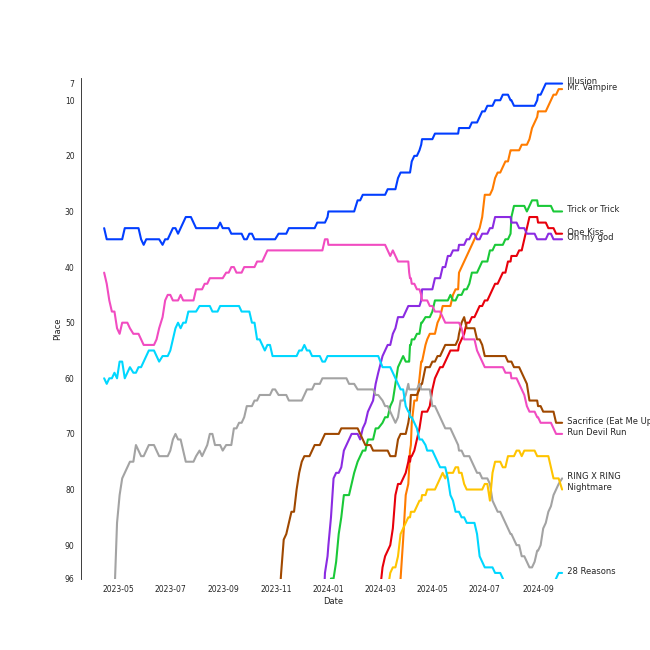 7
10
20
30
40
50
60
70
80
90
96
Place
2023-05
2023-07
2023-09
2023-11
2024-01
2024-03
2024-05
2024-07
2024-09
Date
Illusion
Mr. Vampire
Trick or Trick
One Kiss
Oh my god
Sacrifice (Eat Me Up
Run Devil Run
RING X RING
Nightmare
28 Reasons